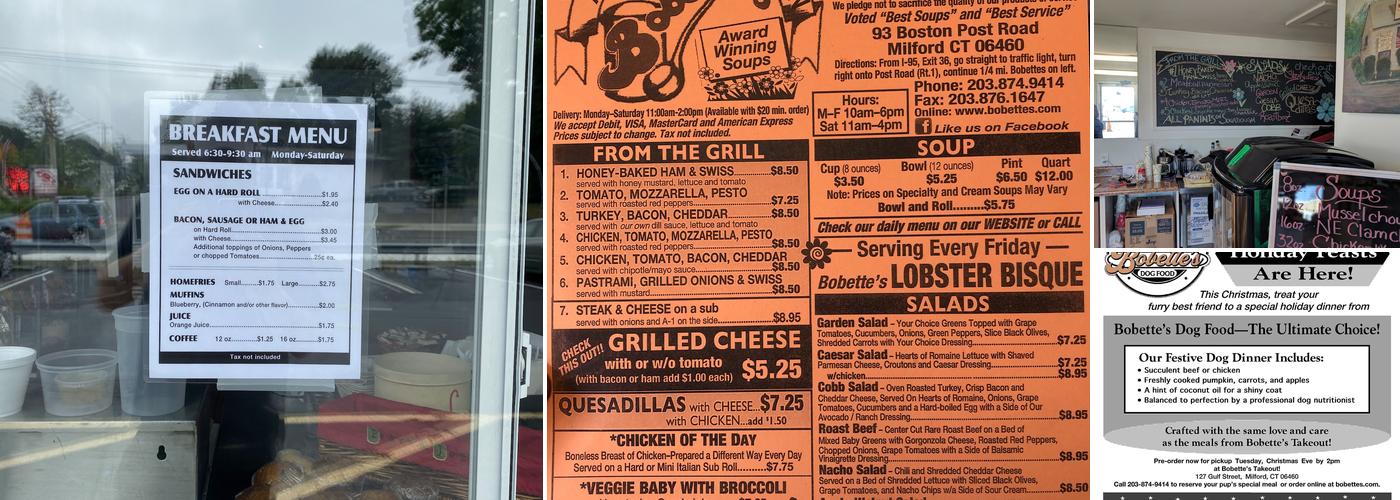 BREAKFAST MENU
Served 6:30-9:30 am Monday-Saturday
SANDWICHES
EGG ON A HARD ROLL...$1.95
with Cheese...$2.40
BACON, SAUSAGE OR HAM & EGG
on Hard Roll...$3.00
with Cheese...$3.45
Additional toppings of Onions, Peppers
or chopped Tomatoes...25¢ ea.
HOMEFRIES Small...$1.75 Large...$2.75
MUFFINS
Blueberry, (Cinnamon and/or other flavor)...$2.00
JUICE
Orange Juice...$1.75
COFFEE 12 oz...$1.25 16 oz...$1.75
Tax not included
Award
Winning
Soups
We pledge not to sacrifice the quality of our products or service
Voted "Best Soups" and "Best Service"
93 Boston Post Road
Milford CT 06460
Directions: From I-95, Exit 36, go straight to traffic light, turn
right onto Post Road (Rt.1), continue 1/4 mi. Bobettes on left.
Hours:
M-F 10am–6pm
Sat 11am–4pm
Phone: 203.874.9414
Fax: 203.876.1647
Online: www.bobettes.com
f Like us on Facebook
Delivery: Monday–Saturday 11:00am-2:00pm (Available with $20 min. order)
We accept Debit, VISA, MasterCard and American Express
Prices subject to change. Tax not included.
FROM THE GRILL
1. HONEY-BAKED HAM & SWISS...$8.50
served with honey mustard, lettuce and tomato
2. TOMATO, MOZZARELLA, PESTO
served with roasted red peppers...$7.25
3. TURKEY, BACON, CHEDDAR...$8.50
served with our own dill sauce, lettuce and tomato
4. CHICKEN, TOMATO, MOZZARELLA, PESTO
served with roasted red peppers...$8.50
5. CHICKEN, TOMATO, BACON, CHEDDAR
served with chipotle/mayo sauce...$8.50
6. PASTRAMI, GRILLED ONIONS & SWISS
served with mustard...$8.50
7. STEAK & CHEESE on a sub
served with onions and A-1 on the side...$8.95
CHECK
THIS OUT!!
GRILLED CHEESE
with or w/o tomato
(with bacon or ham add $1.00 each)
$5.25
QUESADILLAS with CHEESE...$7.25
with CHICKEN...add $1.50
*CHICKEN OF THE DAY
Boneless Breast of Chicken–Prepared a Different Way Every Day
Served on a Hard or Mini Italian Sub Roll...$7.75
*VEGGIE BABY WITH BROCCOLI
SOUP
Cup (8 ounces) Bowl (12 ounces) Pint Quart
$3.50 $5.25 $6.50 $12.00
Note: Prices on Specialty and Cream Soups May Vary
Bowl and Roll...$5.75
Check our daily menu on our WEBSITE or CALL
Serving Every Friday
Bobette's LOBSTER BISQUE
SALADS
Garden Salad – Your Choice Greens Topped with Grape
Tomatoes, Cucumbers, Onions, Green Peppers, Slice Black Olives,
Shredded Carrots with Your Choice Dressing...$7.25
Caesar Salad – Hearts of Romaine Lettuce with Shaved
Parmesan Cheese, Croutons and Caesar Dressing...$7.25
w/chicken...$8.95
Cobb Salad – Oven Roasted Turkey, Crisp Bacon and
Cheddar Cheese, Served On Hearts of Romaine, Onions, Grape
Tomatoes, Cucumbers and a Hard-boiled Egg with a Side of Our
Avocado / Ranch Dressing...$8.95
Roast Beef – Center Cut Rare Roast Beef on a Bed of
Mixed Baby Greens with Gorgonzola Cheese, Roasted Red Peppers,
Chopped Onions, Grape Tomatoes with a Side of Balsamic
Vinaigrette Dressing...$8.95
Nacho Salad – Chili and Shredded Cheddar Cheese
Served on a Bed of Shredded Lettuce with Sliced Black Olives,
Grape Tomatoes, and Nacho Chips w/a Side of Sour Cream...$8.50
FROM THE GRILL
SALADS
NACHO
check out
COBB
Soups
NE Clam
Bobette's
DOG FOOD
Holiday Feasts
Are Here!
This Christmas, treat your
furry best friend to a special holiday dinner from
Bobette's Dog Food—The Ultimate Choice!
Our Festive Dog Dinner Includes:
• Succulent beef or chicken
• Freshly cooked pumpkin, carrots, and apples
• A hint of coconut oil for a shiny coat
• Balanced to perfection by a professional dog nutritionist
Crafted with the same love and care
as the meals from Bobette's Takeout!
Pre-order now for pickup Tuesday, Christmas Eve by 2pm
at Bobette's Takeout!
127 Gulf Street, Milford, CT 06460
Call 203-874-9414 to reserve your pup's special meal or order online at bobettes.com.